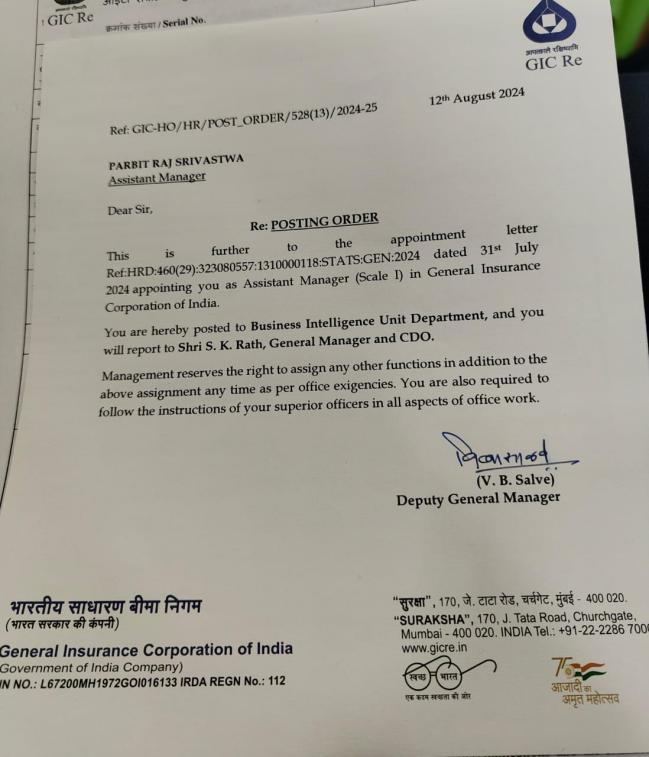 GIC Re
क्रमांक संख्या / Serial No.
आपत्काले रक्षिष्यामि
GIC Re
12th August 2024
Ref: GIC-HO/HR/POST_ORDER/528(13)/2024-25
PARBIT RAJ SRIVASTWA
Assistant Manager
Dear Sir,
Re: POSTING ORDER
This is further to the appointment letter
Ref:HRD:460(29):323080557:1310000118:STATS:GEN:2024 dated 31st July
2024 appointing you as Assistant Manager (Scale I) in General Insurance
Corporation of India.
You are hereby posted to Business Intelligence Unit Department, and you
will report to Shri S. K. Rath, General Manager and CDO.
Management reserves the right to assign any other functions in addition to the
above assignment any time as per office exigencies. You are also required to
follow the instructions of your superior officers in all aspects of office work.
(V. B. Salve)
Deputy General Manager
भारतीय साधारण बीमा निगम
(भारत सरकार की कंपनी)
General Insurance Corporation of India
Government of India Company)
IN NO.: L67200MH1972GOI016133 IRDA REGN No.: 112
"सुरक्षा", 170, जे. टाटा रोड, चर्चगेट, मुंबई - 400 020.
"SURAKSHA", 170, J. Tata Road, Churchgate,
Mumbai - 400 020. INDIA Tel.: +91-22-2286 7000
www.gicre.in
स्वच्छ भारत
एक कदम स्वच्छता की ओर
75
आज़ादी का
अमृत महोत्सव